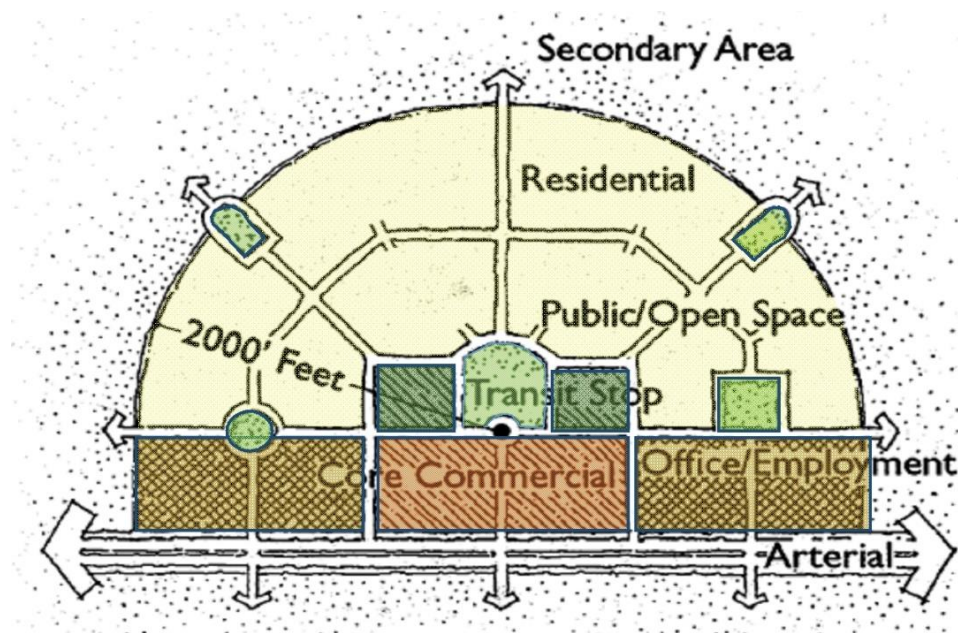 Secondary Area
Residential
Public/Open Space
2000' Feet
Transit Stop
Core Commercial
Office/Employment
Arterial